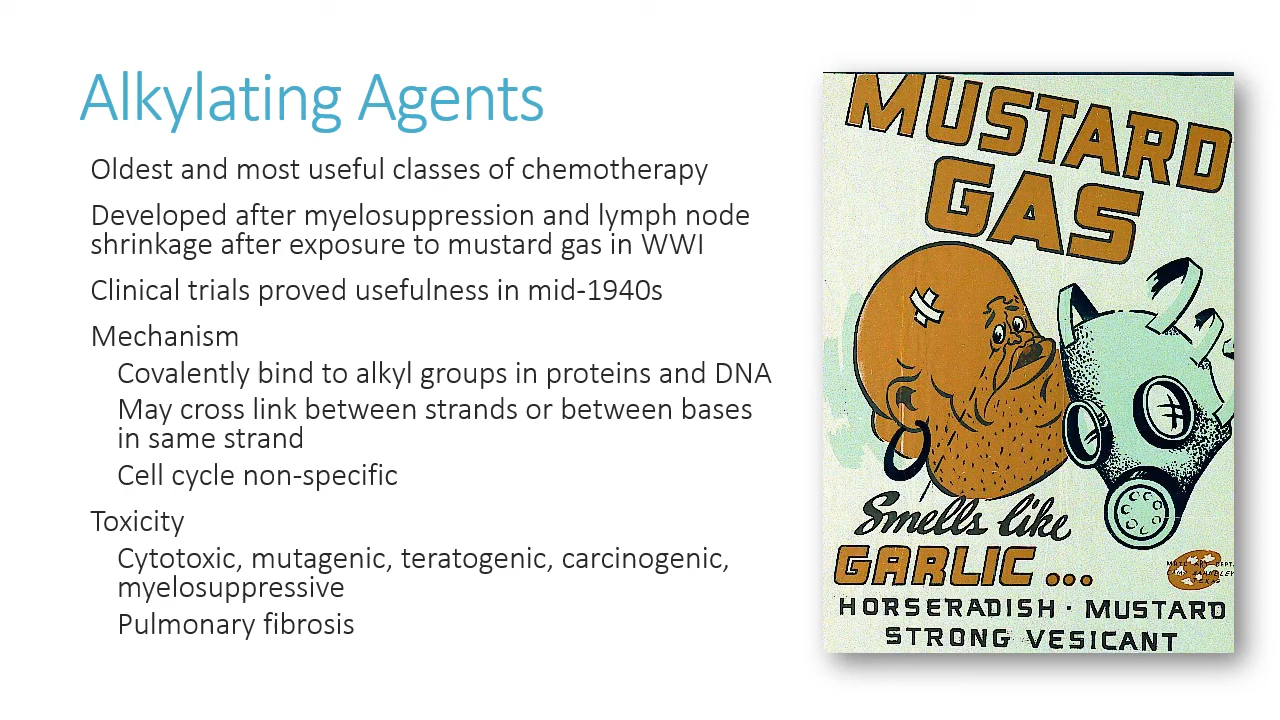 Alkylating Agents
Oldest and most useful classes of chemotherapy
Developed after myelosuppression and lymph node
shrinkage after exposure to mustard gas in WWI
Clinical trials proved usefulness in mid-1940s
Mechanism
Covalently bind to alkyl groups in proteins and DNA
May cross link between strands or between bases
in same strand
Cell cycle non-specific
Toxicity
Cytotoxic, mutagenic, teratogenic, carcinogenic,
myelosuppressive
Pulmonary fibrosis
MUSTARD
GAS
Smells like
GARLIC...
HORSERADISH · MUSTARD
STRONG VESICANT